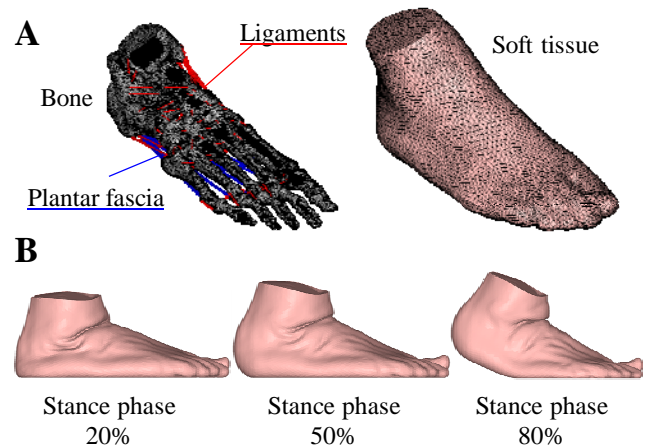 A
Ligaments
Soft tissue
Bone
Plantar fascia
B
Stance phase
20%
Stance phase
50%
Stance phase
80%